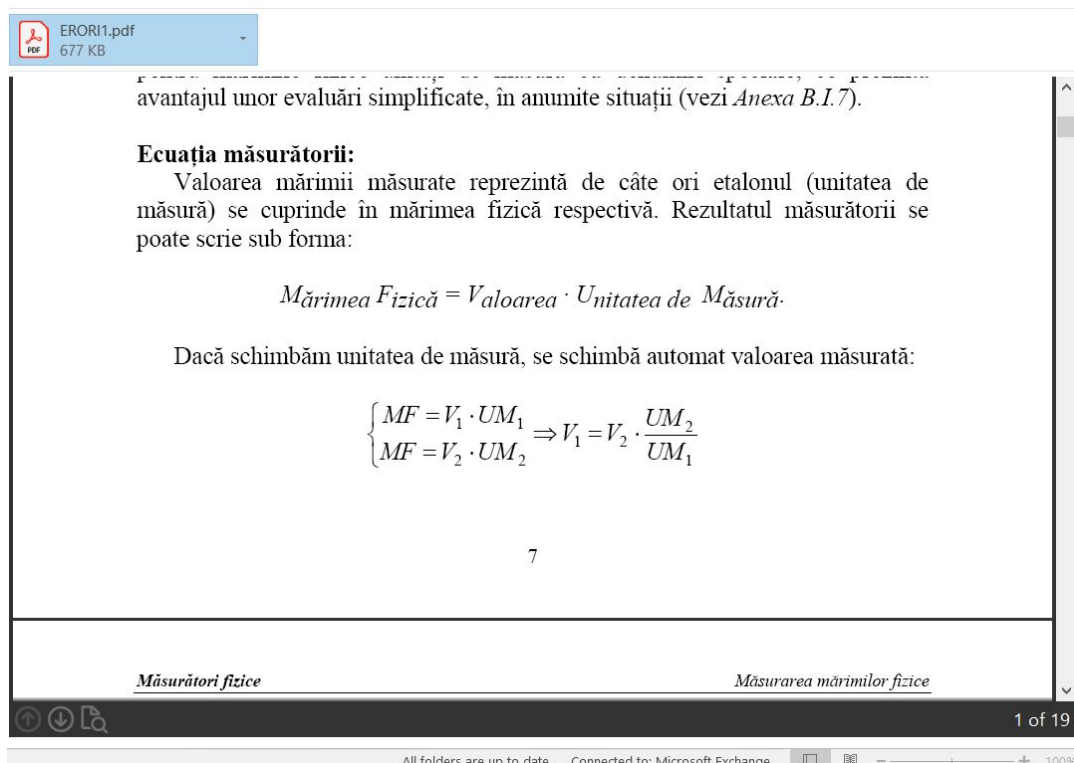 ERORI1.pdf
677 KB
PDF
avantajul unor evaluări simplificate, în anumite situații (vezi Anexa B.I.7).
Ecuația măsurătorii:
Valoarea mărimii măsurate reprezintă de câte ori etalonul (unitatea de
măsură) se cuprinde în mărimea fizică respectivă. Rezultatul măsurătorii se
poate scrie sub forma:
Mărimea Fizică = Valoarea · Unitatea de Măsură.
Dacă schimbăm unitatea de măsură, se schimbă automat valoarea măsurată:
{ MF = V₁ · UM₁
MF = V₂ · UM₂ ⇒ V₁ = V₂ · UM₂ / UM₁
7
Măsurători fizice Măsurarea mărimilor fizice
1 of 19
All folders are up to date. Connected to: Microsoft Exchange 100%